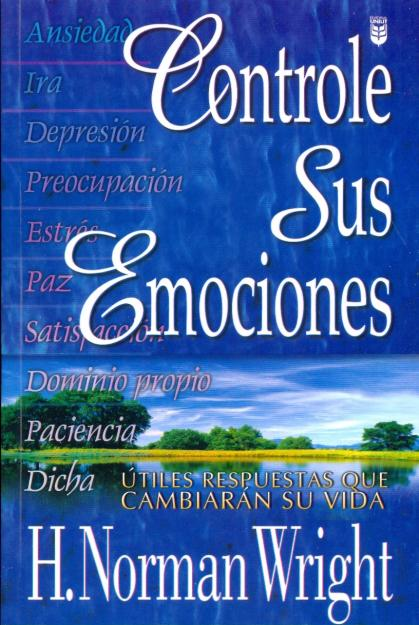 Ansiedad
Ira
Depresión
Preocupación
Estrés
Paz
Satisfacción
Dominio propio
Paciencia
Dicha
Controle
Sus
Emociones
ÚTILES RESPUESTAS QUE
CAMBIARÁN SU VIDA
H. Norman Wright